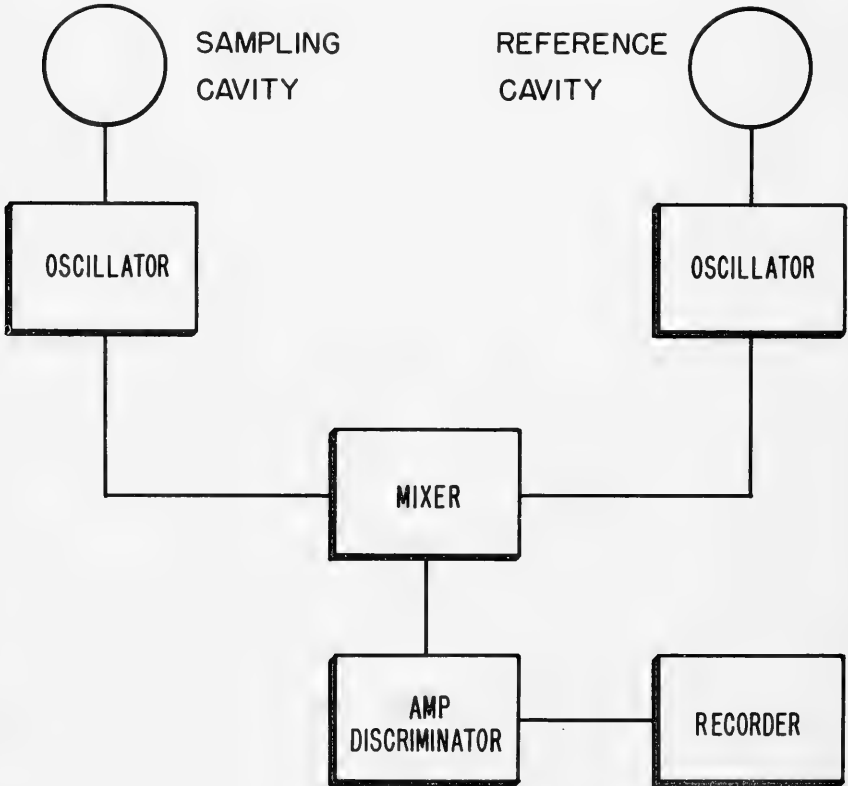 SAMPLING
CAVITY
REFERENCE
CAVITY
OSCILLATOR
OSCILLATOR
MIXER
AMP
DISCRIMINATOR
RECORDER